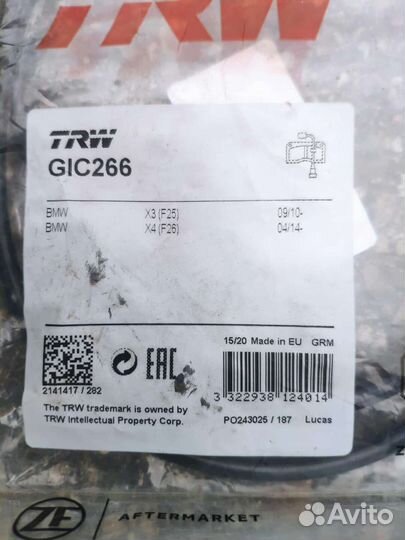 TRW
TRW
GIC266
BMW X3 (F25) 09/10-
BMW X4 (F26) 04/14-
15/20 Made in EU GRM
EAC
2141417 / 282
3 322938 124014
The TRW trademark is owned by
TRW Intellectual Property Corp.
PO243025 / 187 Lucas
ZF
AFTERMARKET
Avito